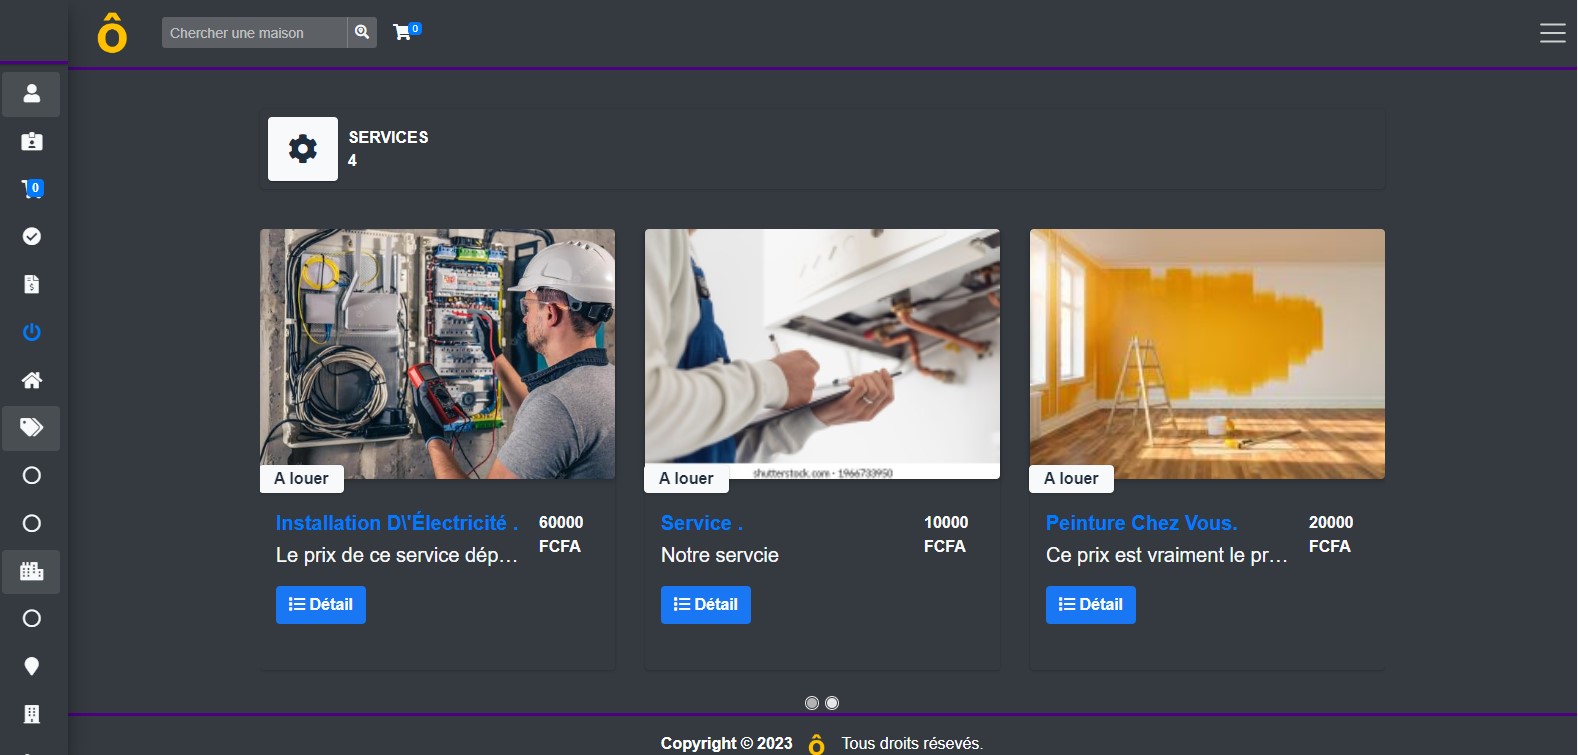 Ô
Chercher une maison
0
0
SERVICES
4
A louer
shutterstock.com · 1966733950
A louer
A louer
Installation D\'Électricité .
60000
FCFA
Le prix de ce service dép...
Détail
Service .
10000
FCFA
Notre servcie
Détail
Peinture Chez Vous.
20000
FCFA
Ce prix est vraiment le pr...
Détail
Copyright © 2023 Ô Tous droits résevés.